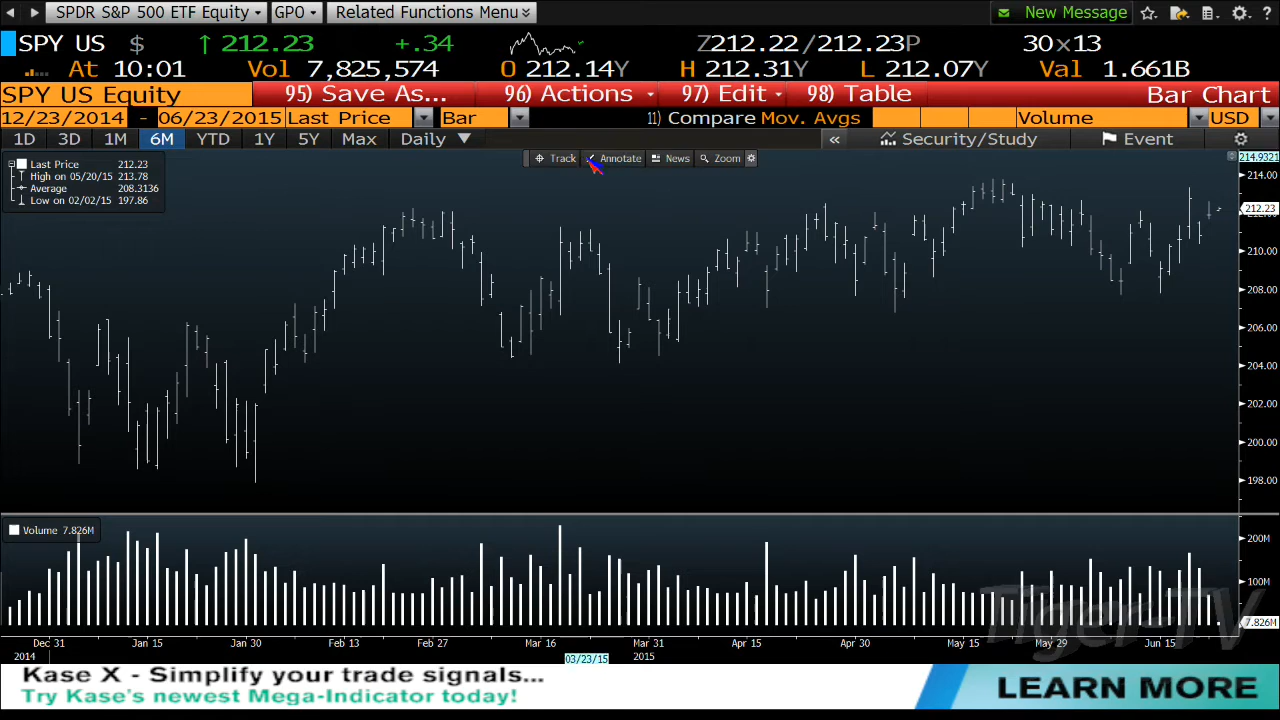 SPDR S&P 500 ETF Equity GPO Related Functions Menu New Message ?
SPY US $ ↑ 212.23 +.34 Z212.22/212.23P 30×13
At 10:01 Vol 7,825,574 O 212.14Y H 212.31Y L 212.07Y Val 1.661B
SPY US Equity 95) Save As... 96) Actions 97) Edit 98) Table Bar Chart
12/23/2014 - 06/23/2015 Last Price Bar 11) Compare Mov. Avgs Volume USD
1D 3D 1M 6M YTD 1Y 5Y Max Daily ▼ « Security/Study Event
Track Annotate News Zoom
214.9321
Last Price 212.23
High on 05/20/15 213.78
Average 208.3136
Low on 02/02/15 197.86
214.00
212.23
210.00
208.00
206.00
204.00
202.00
200.00
198.00
Volume 7.826M
200M
100M
7.826M
Tiger-TV
Dec 31 Jan 15 Jan 30 Feb 13 Feb 27 Mar 16 Mar 31 Apr 15 Apr 30 May 15 May 29 Jun 15
2014 03/23/15 2015
Kase X - Simplify your trade signals...
Try Kase's newest Mega-Indicator today!
LEARN MORE